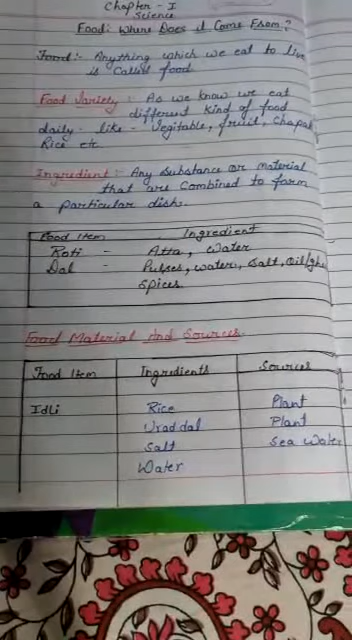 Chapter - I
Science
Food: Where Does it Come From?
Food :- Anything which we eat to live
is called food
Food Variety :- As we know we eat
different kind of food
daily - like - Vegitable, fruit, Chapati
Rice etc.
Ingredient :- Any substance or material
that are combined to form
a particular dish.
Food Item Ingredient
Roti - Atta, water
Dal - Pulses, water, salt, oil/ghe
spices
Food Material And Sources.
Food Item Ingredients Sources
Idli Rice Plant
Urad dal Plant
Salt Sea Water
Water